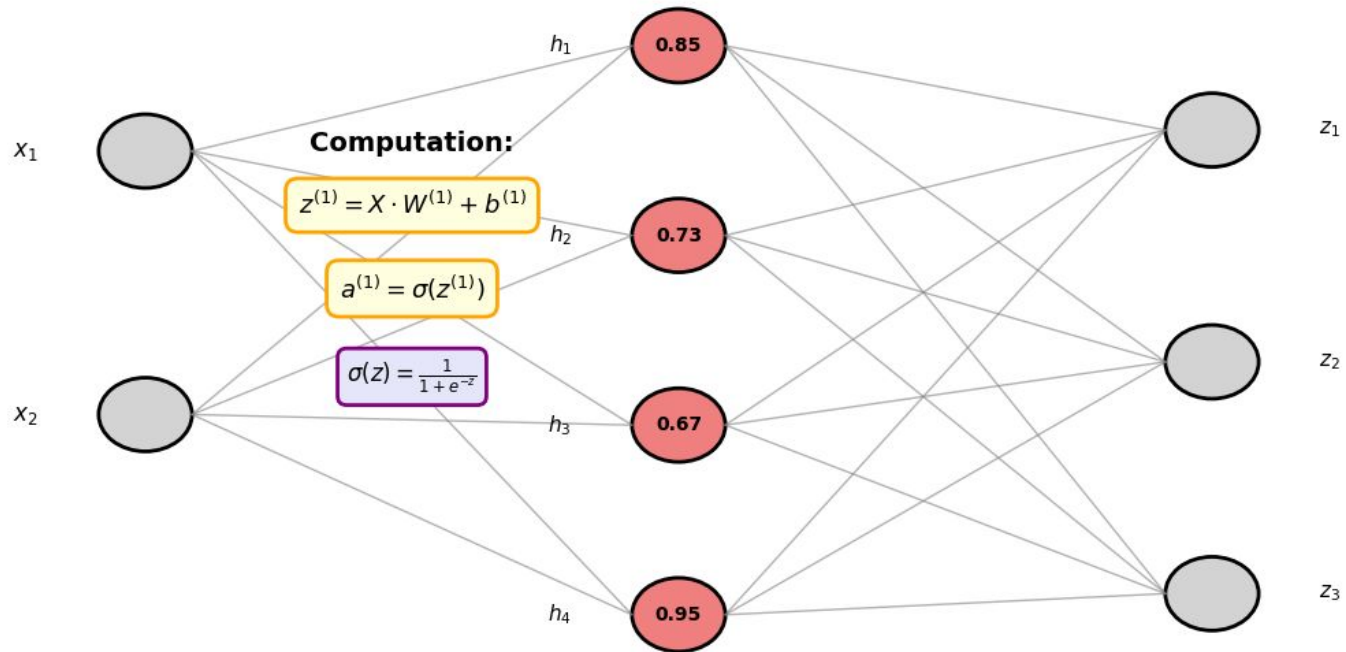 h₁
0.85
x₁
Computation:
z⁽¹⁾ = X · W⁽¹⁾ + b⁽¹⁾
a⁽¹⁾ = σ(z⁽¹⁾)
σ(z) = 1 / (1 + e⁻ᶻ)
x₂
h₂
0.73
h₃
0.67
h₄
0.95
z₁
z₂
z₃